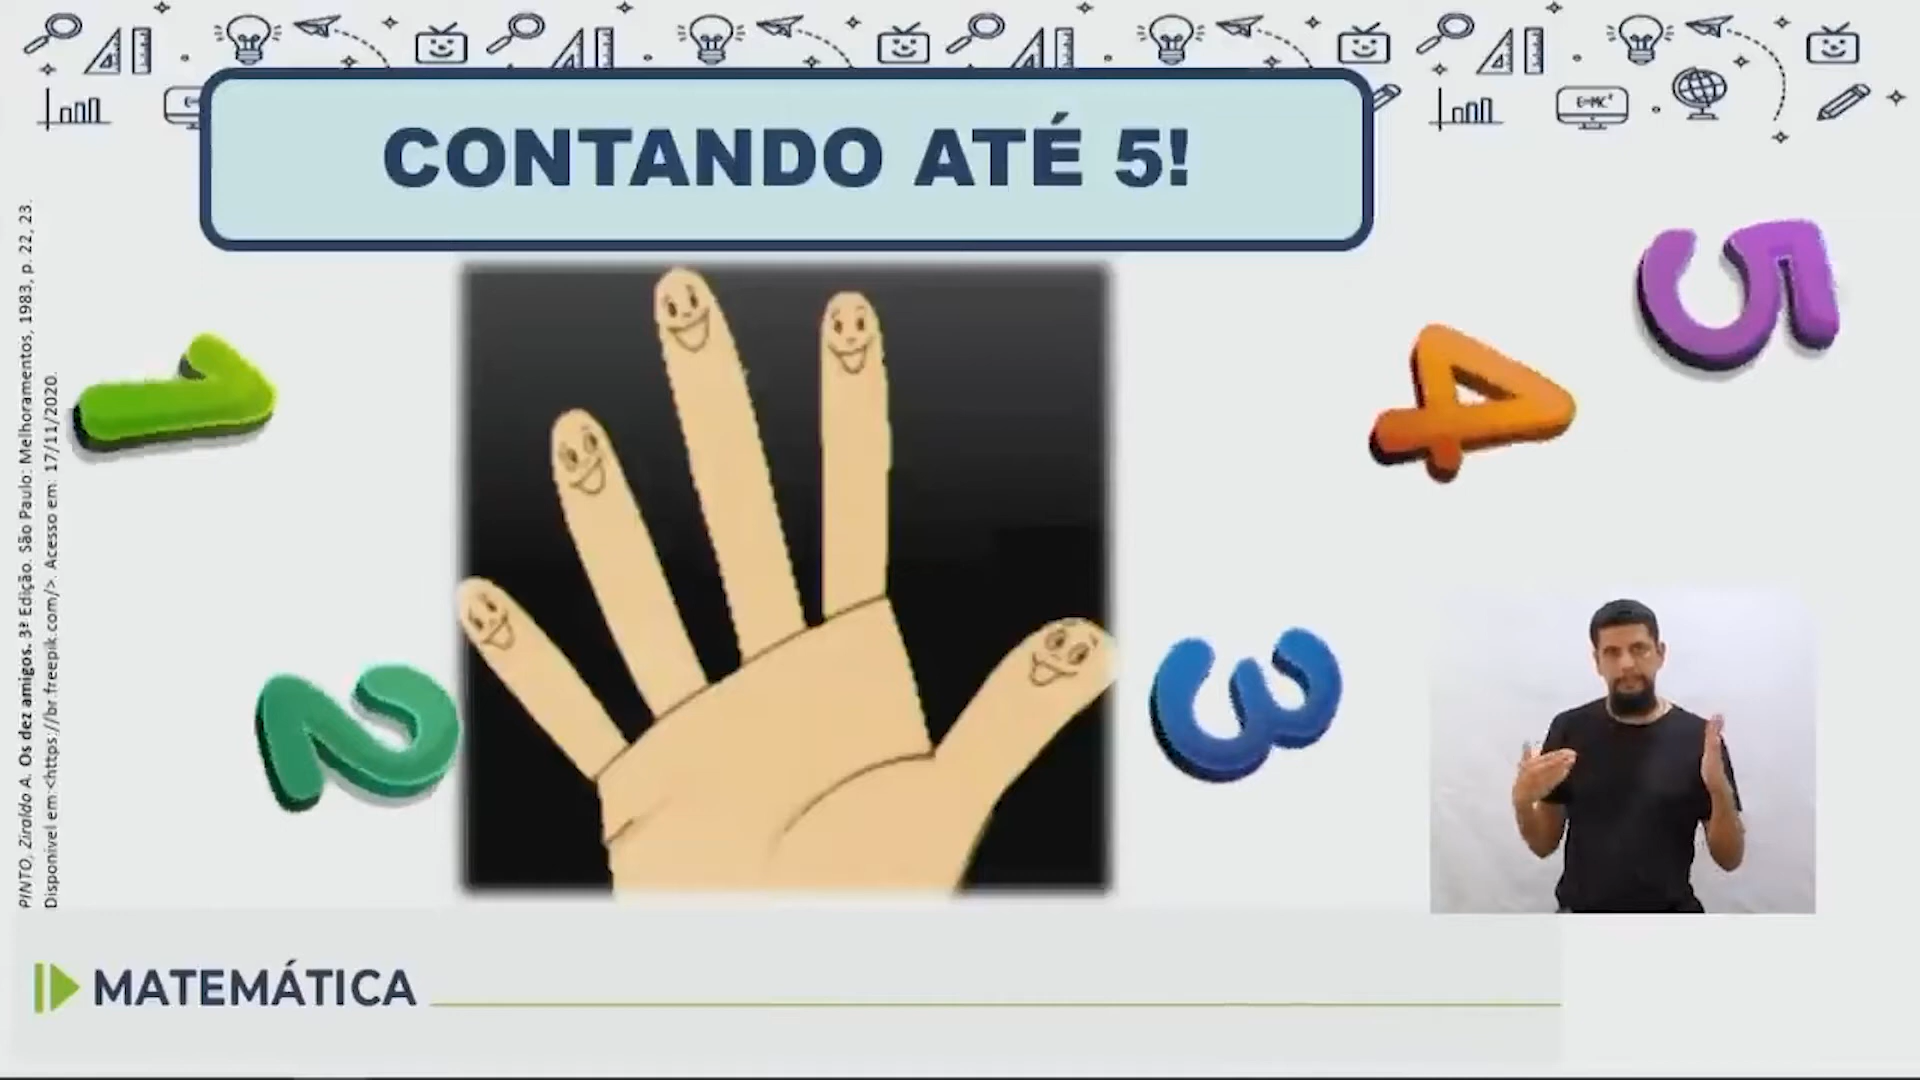 E=MC²
CONTANDO ATÉ 5!
PINTO, Ziraldo A. Os dez amigos. 3ª Edição. São Paulo: Melhoramentos, 1983, p. 22, 23.
Disponível em:<https://br.freepik.com/>. Acesso em: 17/11/2020.
1
2
3
4
5
MATEMÁTICA